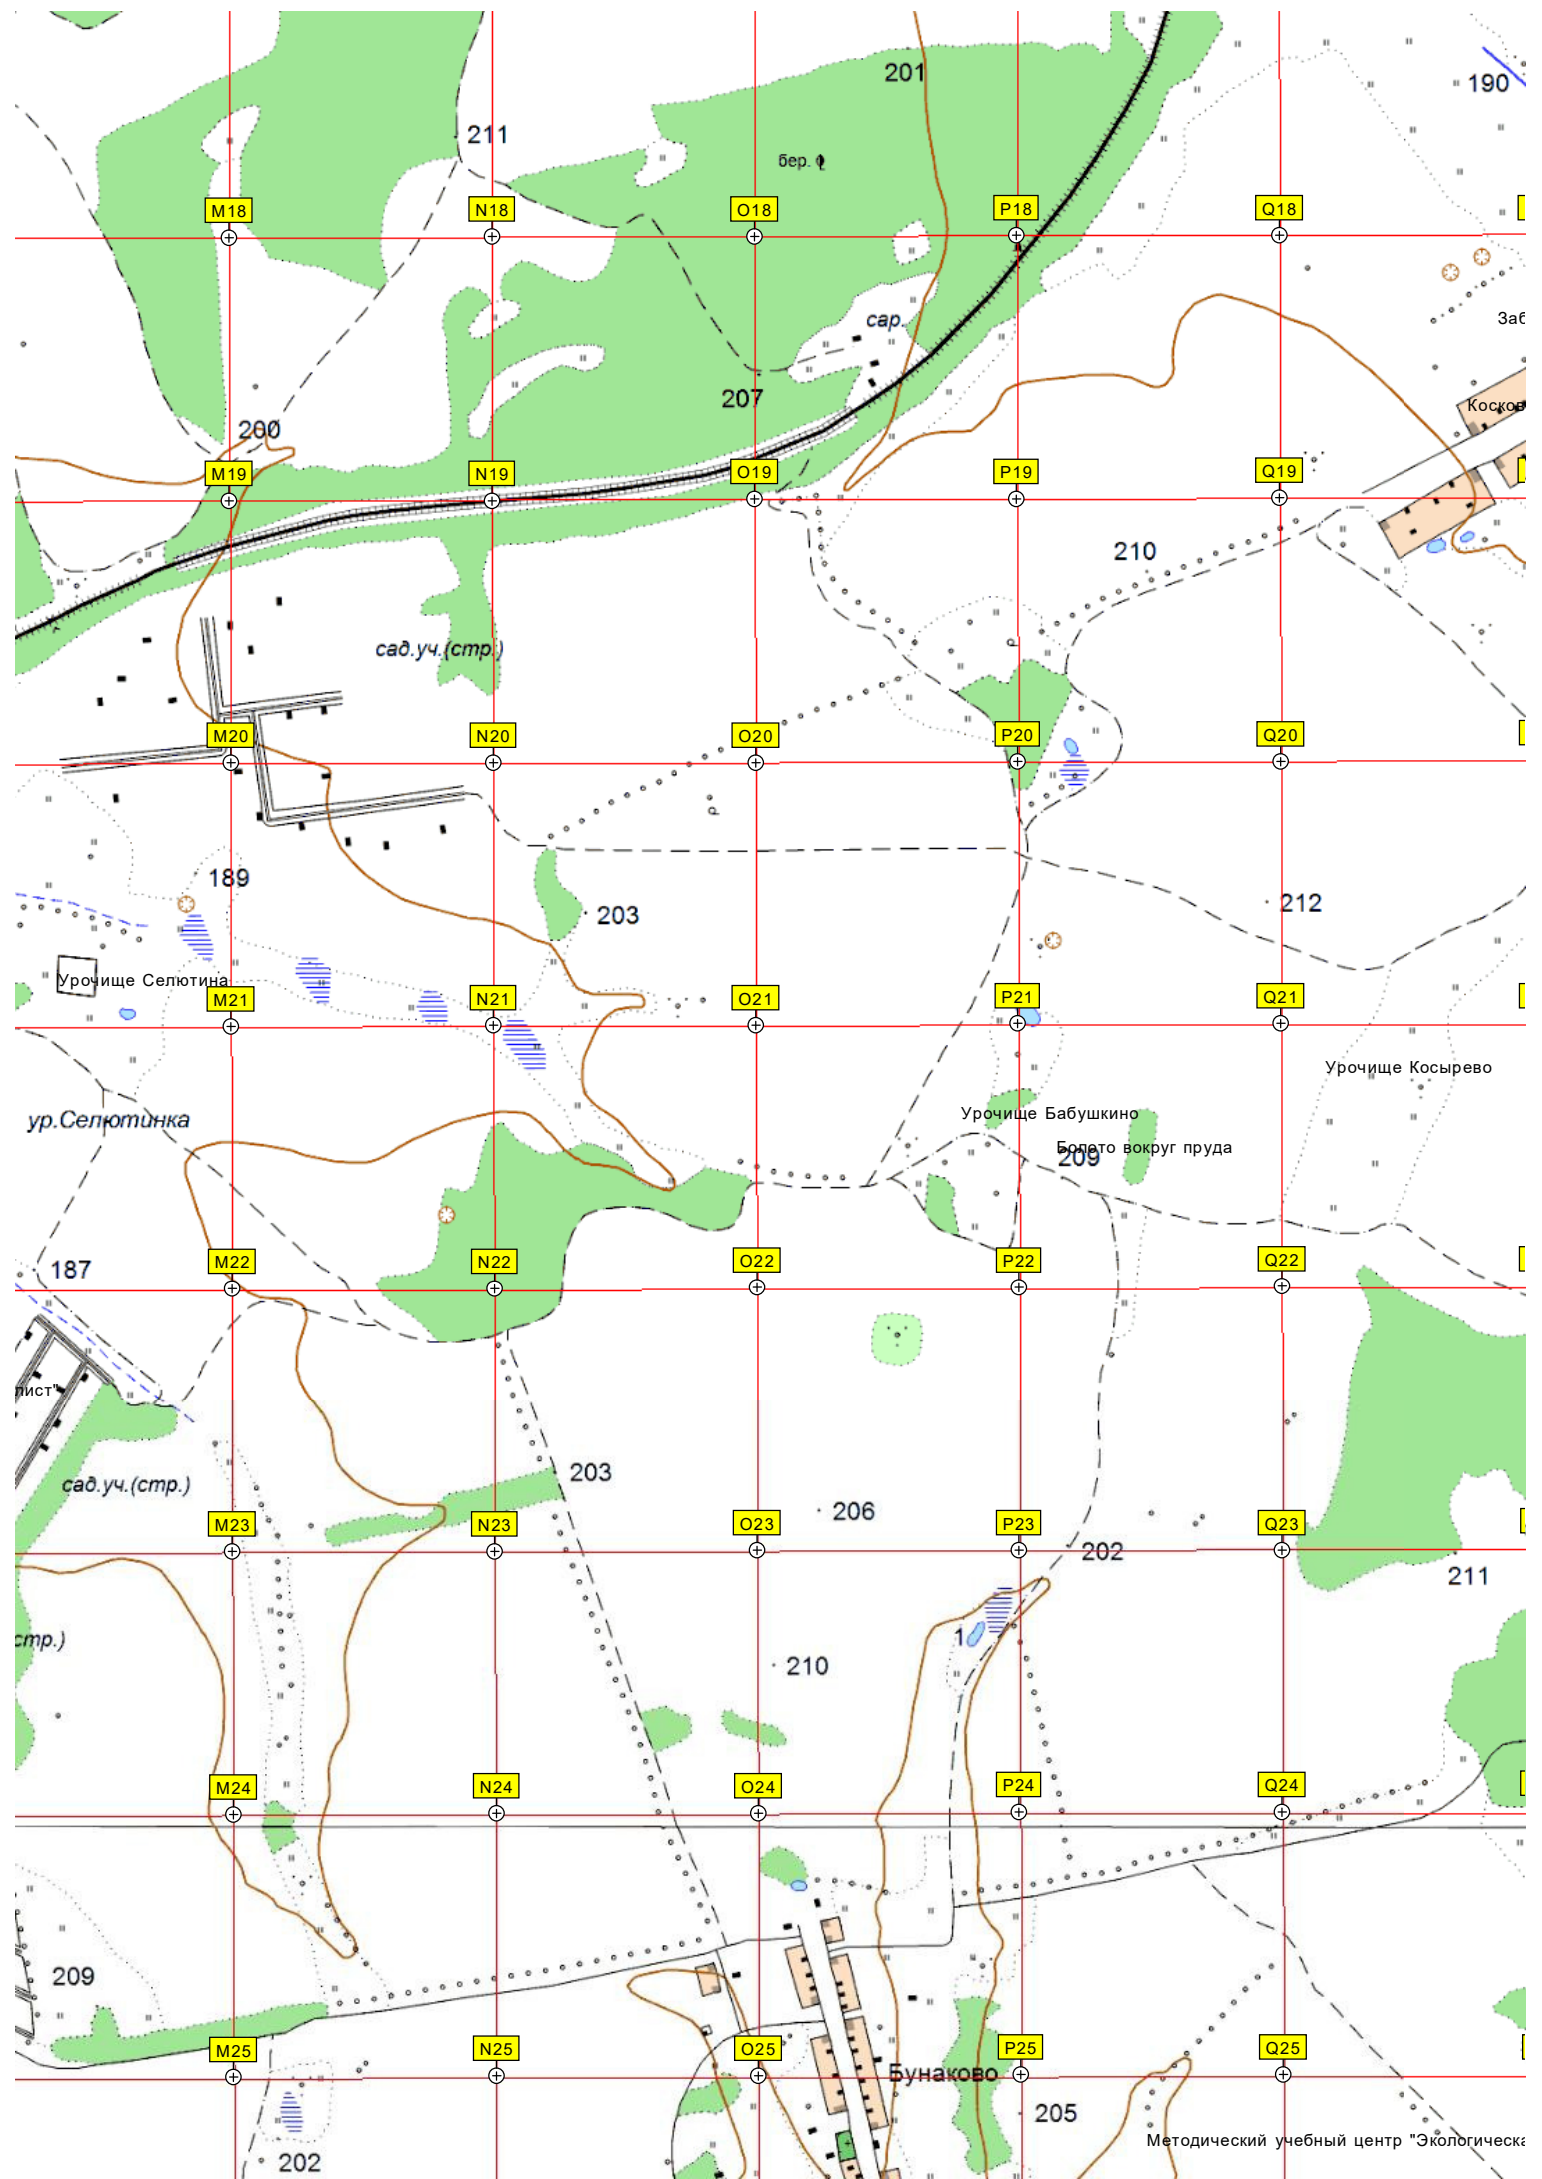 201
190
211
бер.
M18
N18
O18
P18
Q18
сар.
Заб
207
200
Косков
M19
N19
O19
P19
Q19
210
сад.уч.(стр.)
M20
N20
O20
P20
Q20
189
203
212
Урочище Селютина
M21
N21
O21
P21
Q21
Урочище Косырево
ур.Селютинка
Урочище Бабушкино
Болото вокруг пруда
209
187
M22
N22
O22
P22
Q22
лист"
203
сад.уч.(стр.)
206
M23
N23
O23
P23
Q23
202
211
стр.)
1
210
M24
N24
O24
P24
Q24
209
M25
N25
O25
P25
Q25
Бунаково
205
Методический учебный центр "Экологическа
202